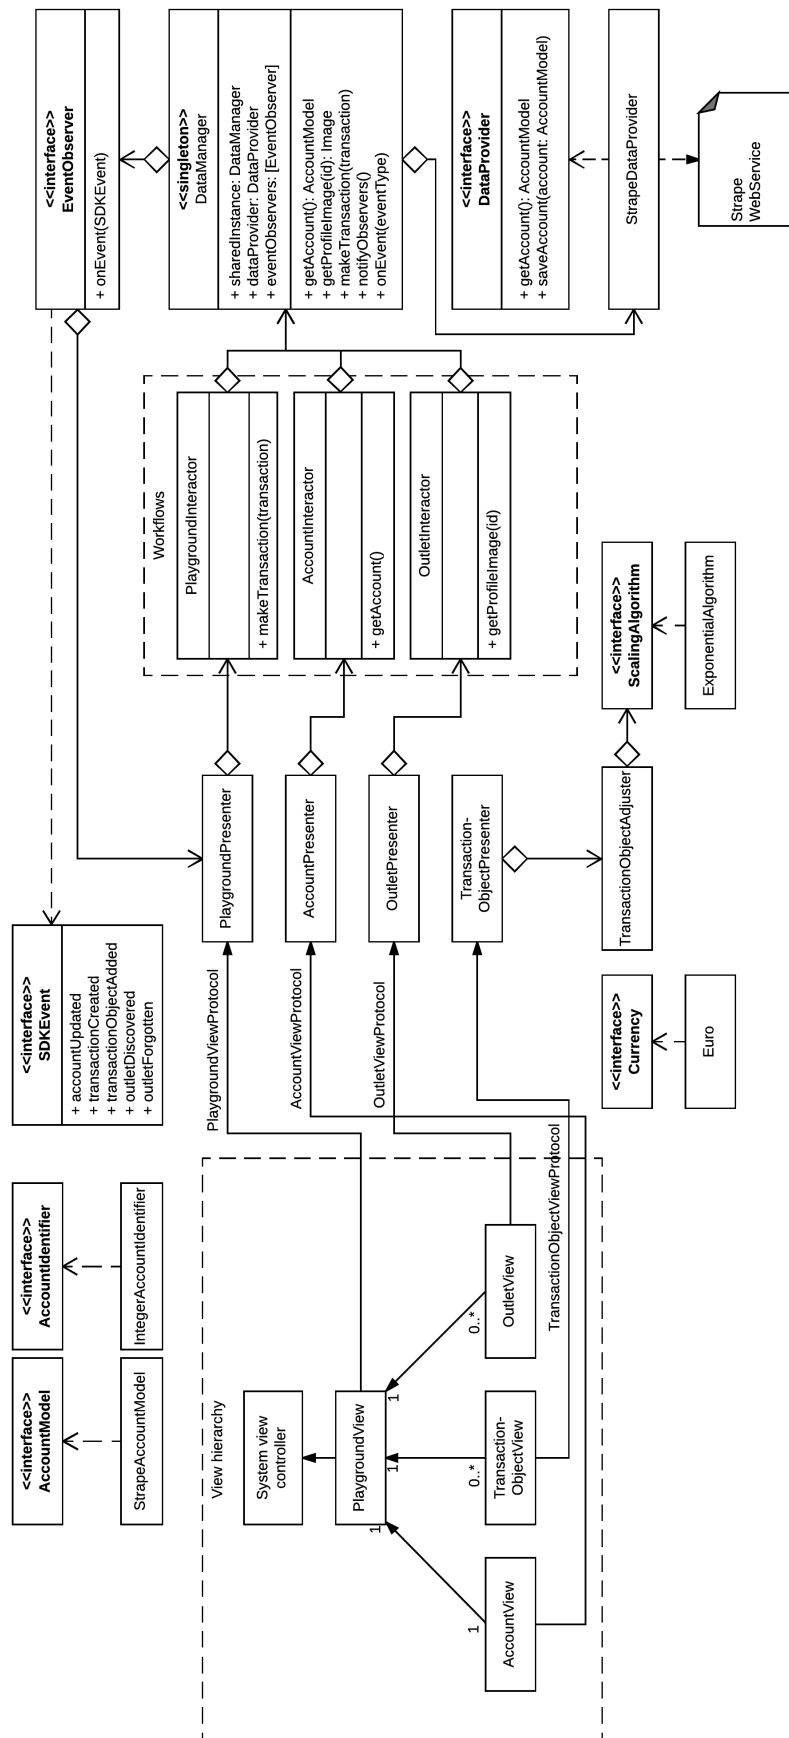 <<interface>>
AccountModel
StrapeAccountModel
<<interface>>
AccountIdentifier
IntegerAccountIdentifier
<<interface>>
SDKEvent
+ accountUpdated
+ transactionCreated
+ transactionObjectAdded
+ outletDiscovered
+ outletForgotten
<<interface>>
EventObserver
+ onEvent(SDKEvent)
<<singleton>>
DataManager
+ sharedInstance: DataManager
+ dataProvider: DataProvider
+ eventObservers: [EventObserver]
+ getAccount(): AccountModel
+ getProfileImage(id): Image
+ makeTransaction(transaction)
+ notifyObservers()
+ onEvent(eventType)
<<interface>>
DataProvider
+ getAccount(): AccountModel
+ saveAccount(account: AccountModel)
StrapeDataProvider
Strape
WebService
Workflows
PlaygroundInteractor
+ makeTransaction(transaction)
AccountInteractor
+ getAccount()
OutletInteractor
+ getProfileImage(id)
PlaygroundPresenter
AccountPresenter
OutletPresenter
Transaction-
ObjectPresenter
TransactionObjectAdjuster
<<interface>>
ScalingAlgorithm
ExponentialAlgorithm
<<interface>>
Currency
Euro
PlaygroundViewProtocol
AccountViewProtocol
OutletViewProtocol
TransactionObjectViewProtocol
View hierarchy
System view
controller
PlaygroundView
1
1
1
1
0..*
0..*
AccountView
Transaction-
ObjectView
OutletView